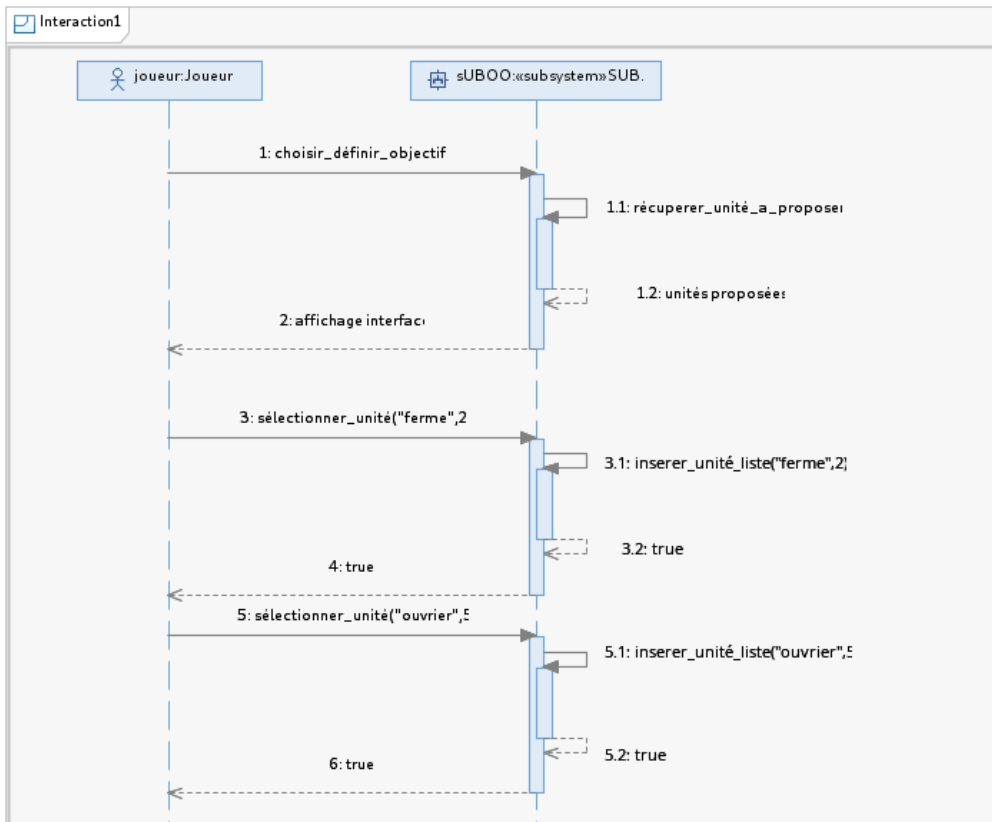 Interaction1
joueur:Joueur
sUBOO:«subsystem»SUB.
1: choisir_définir_objectif
1.1: récuperer_unité_a_proposer
1.2: unités proposées
2: affichage interfac
3: sélectionner_unité("ferme",2
3.1: inserer_unité_liste("ferme",2)
3.2: true
4: true
5: sélectionner_unité("ouvrier",5
5.1: inserer_unité_liste("ouvrier",5
5.2: true
6: true